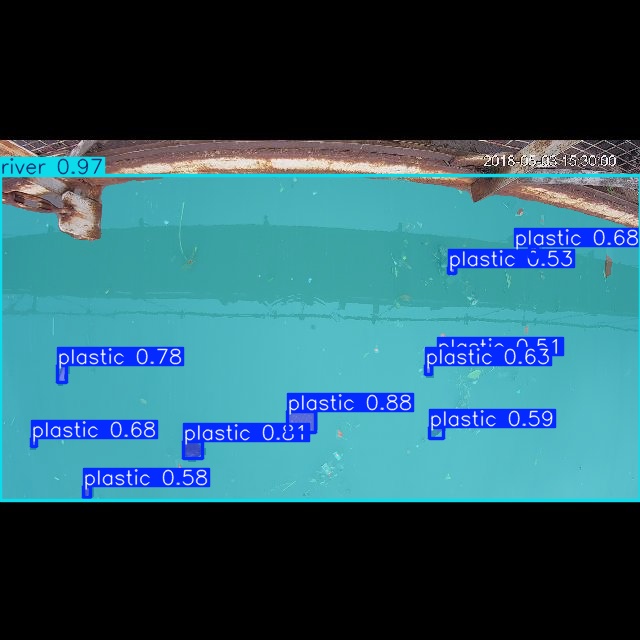 2018-06-03 15:30:00
river 0.97
plastic 0.68
plastic 0.53
plastic 0.51
plastic 0.78
plastic 0.63
plastic 0.88
plastic 0.59
plastic 0.68
plastic 0.81
plastic 0.58